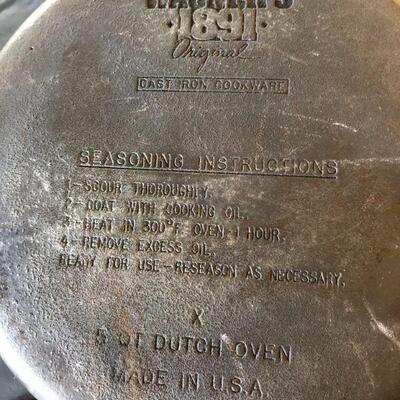 WAGNER'S
·1891·
Original
CAST IRON COOKWARE
SEASONING INSTRUCTIONS
1-SCOUR THOROUGHLY.
2-COAT WITH COOKING OIL.
3-HEAT IN 300°F OVEN-1 HOUR.
4-REMOVE EXCESS OIL.
READY FOR USE-RESEASON AS NECESSARY.
X
5 QT DUTCH OVEN
MADE IN U.S.A